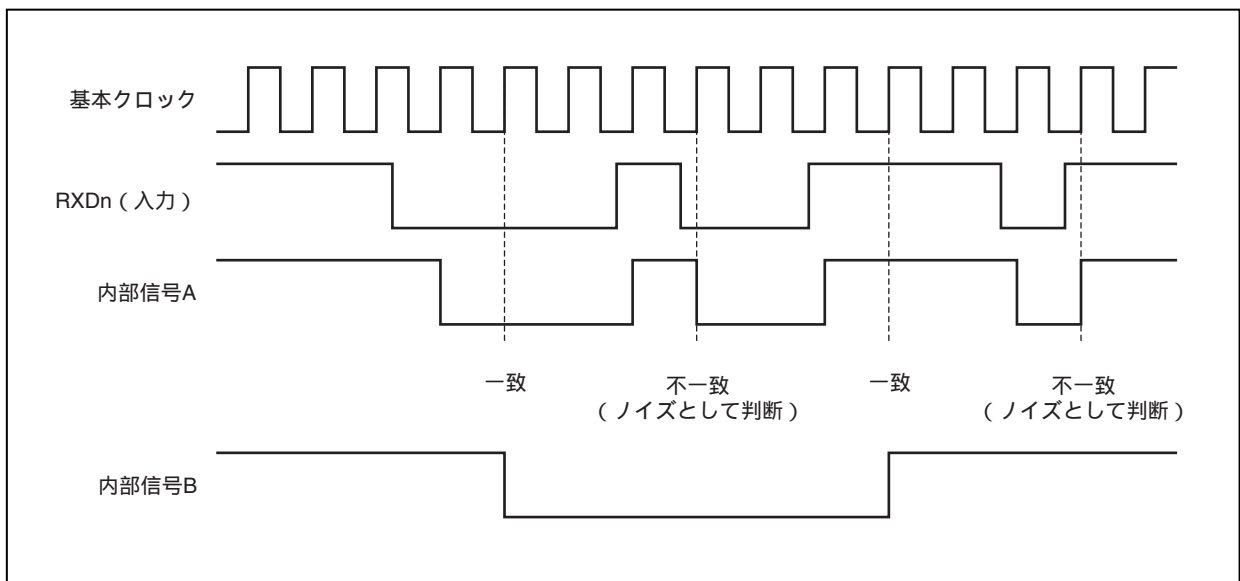 基本クロック
RXDn（入力）
内部信号A
一致
不一致
（ノイズとして判断）
一致
不一致
（ノイズとして判断）
内部信号B